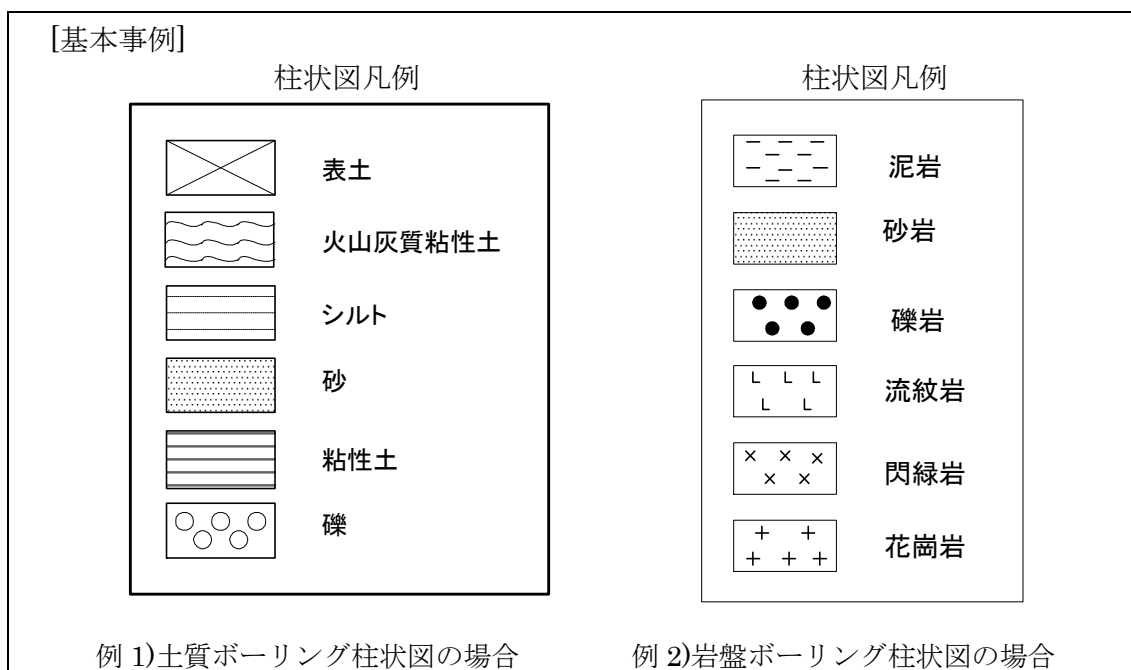 [基本事例]
柱状図凡例
表土
火山灰質粘性土
シルト
砂
粘性土
礫
例 1)土質ボーリング柱状図の場合
柱状図凡例
泥岩
砂岩
礫岩
流紋岩
閃緑岩
花崗岩
例 2)岩盤ボーリング柱状図の場合